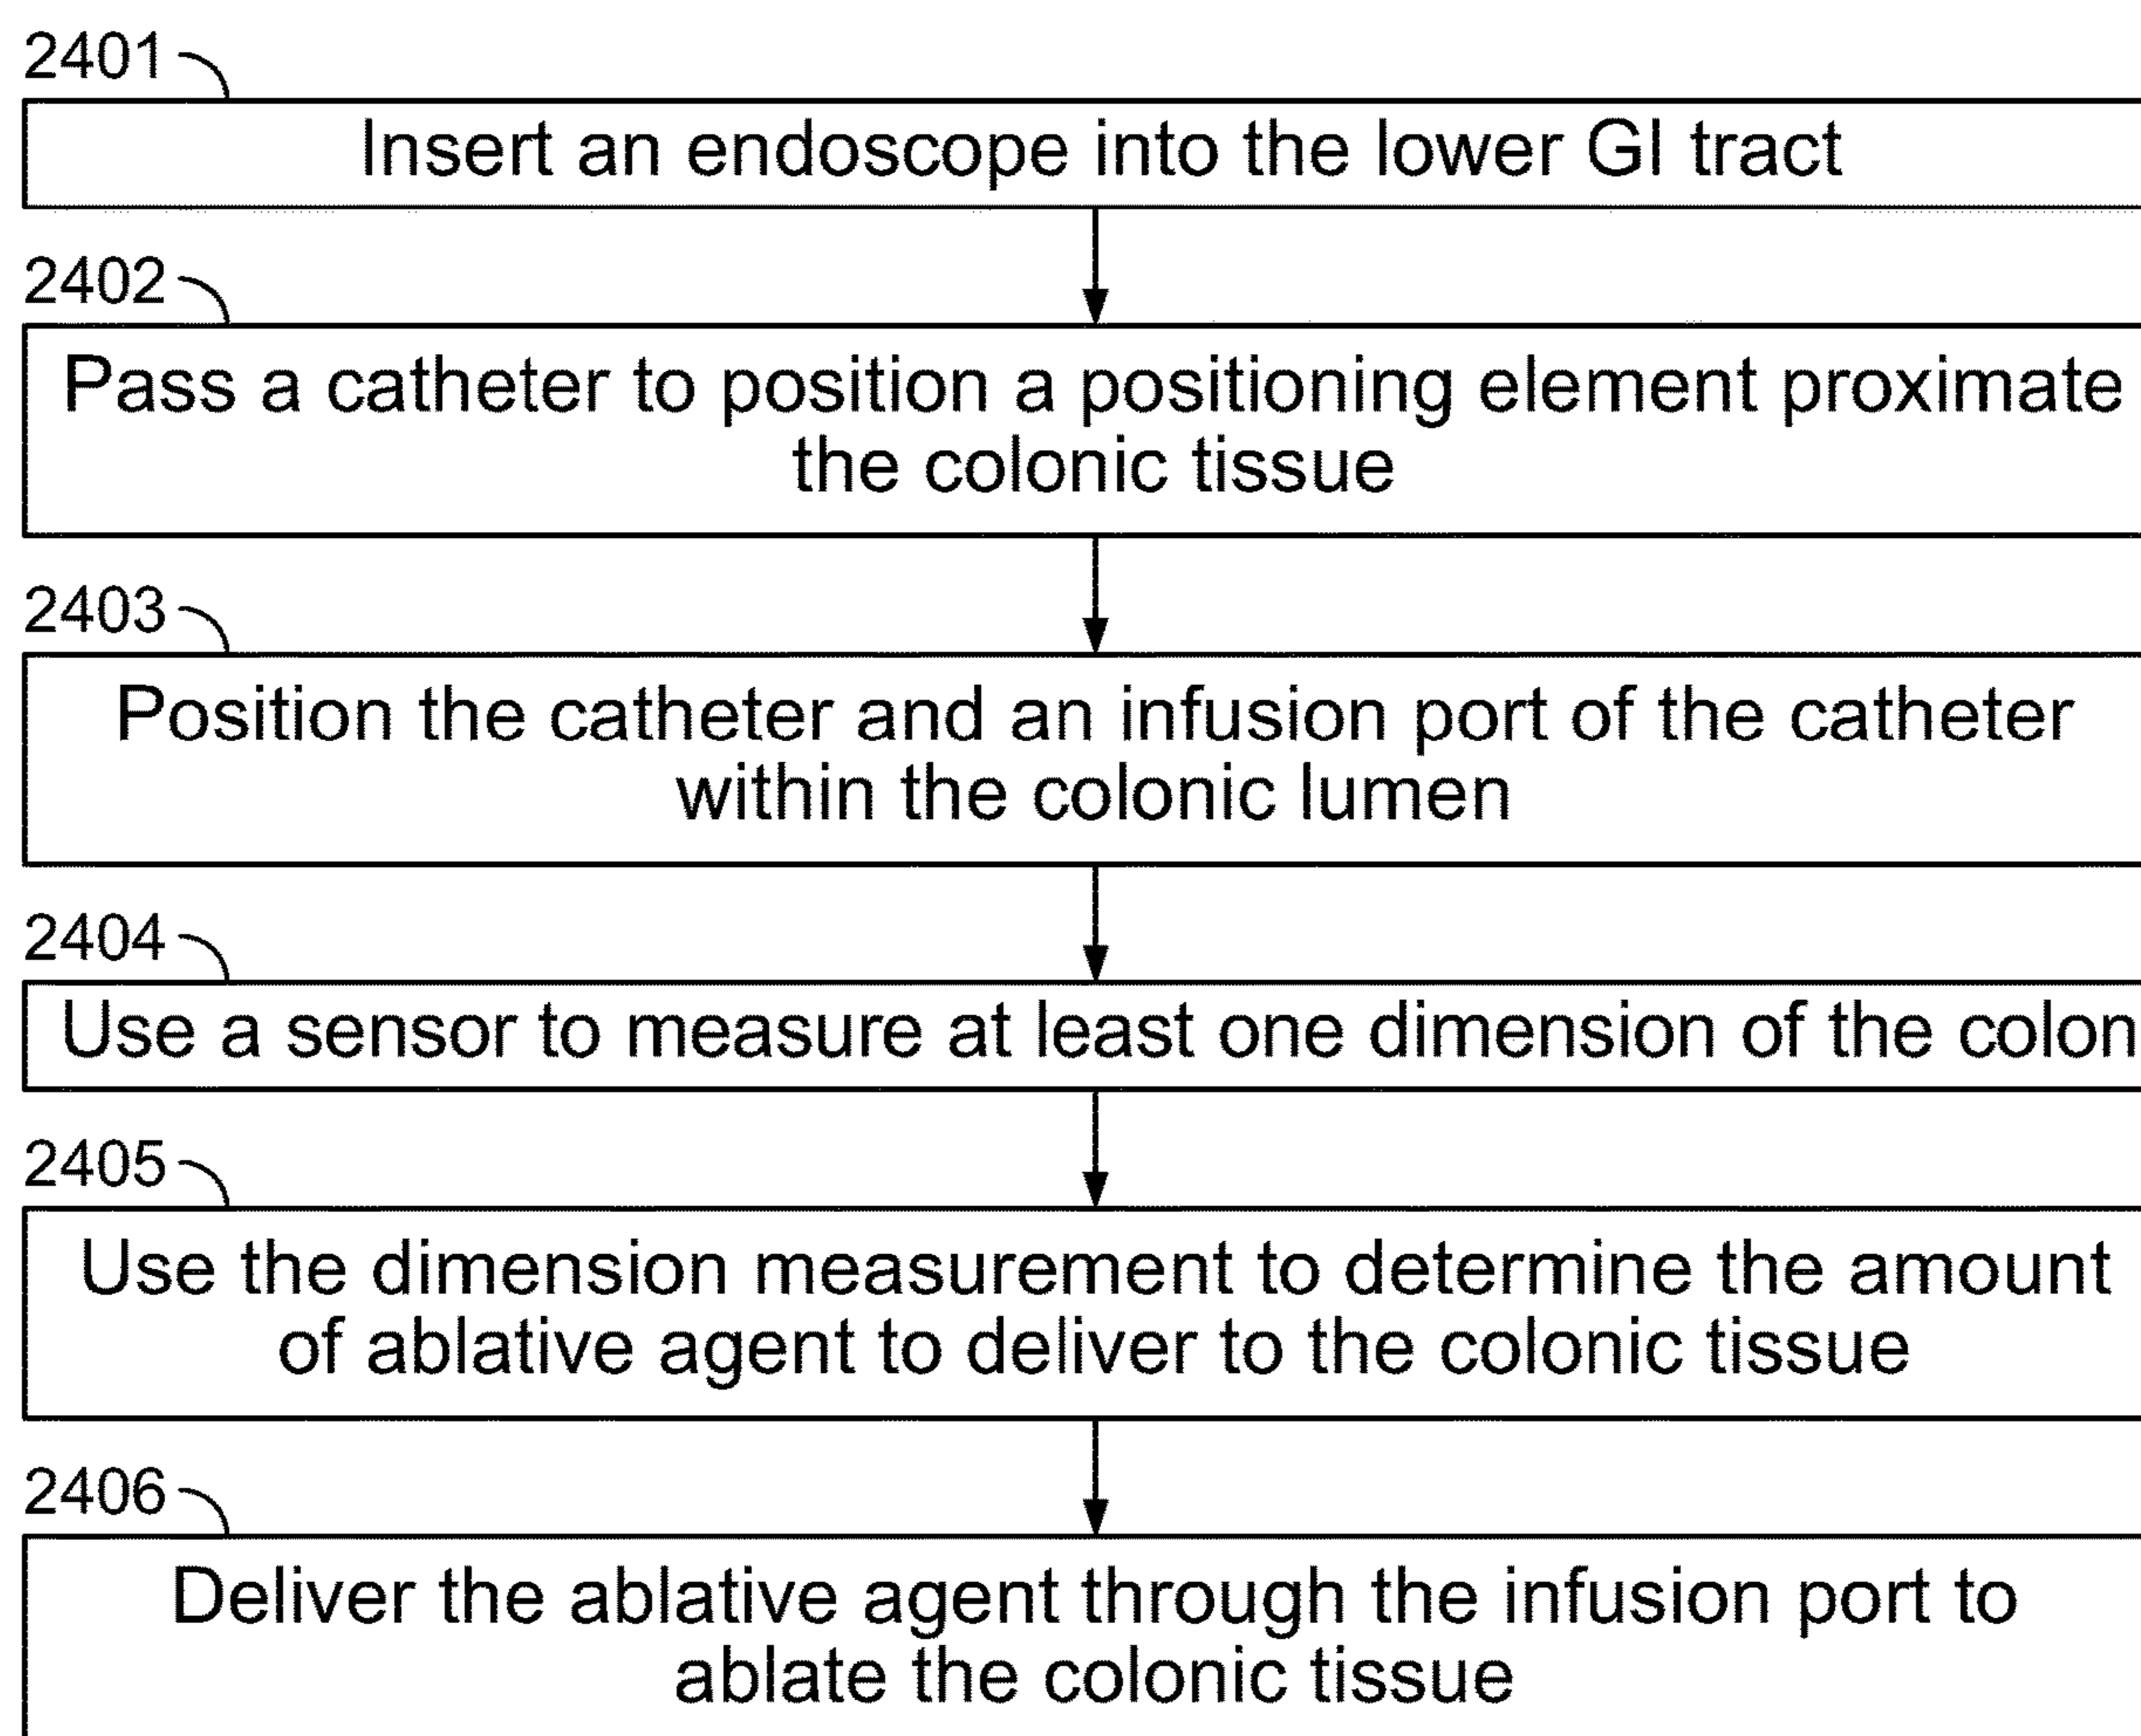 2401
Insert an endoscope into the lower GI tract
2402
Pass a catheter to position a positioning element proximate
the colonic tissue
2403
Position the catheter and an infusion port of the catheter
within the colonic lumen
2404
Use a sensor to measure at least one dimension of the colon
2405
Use the dimension measurement to determine the amount
of ablative agent to deliver to the colonic tissue
2406
Deliver the ablative agent through the infusion port to
ablate the colonic tissue